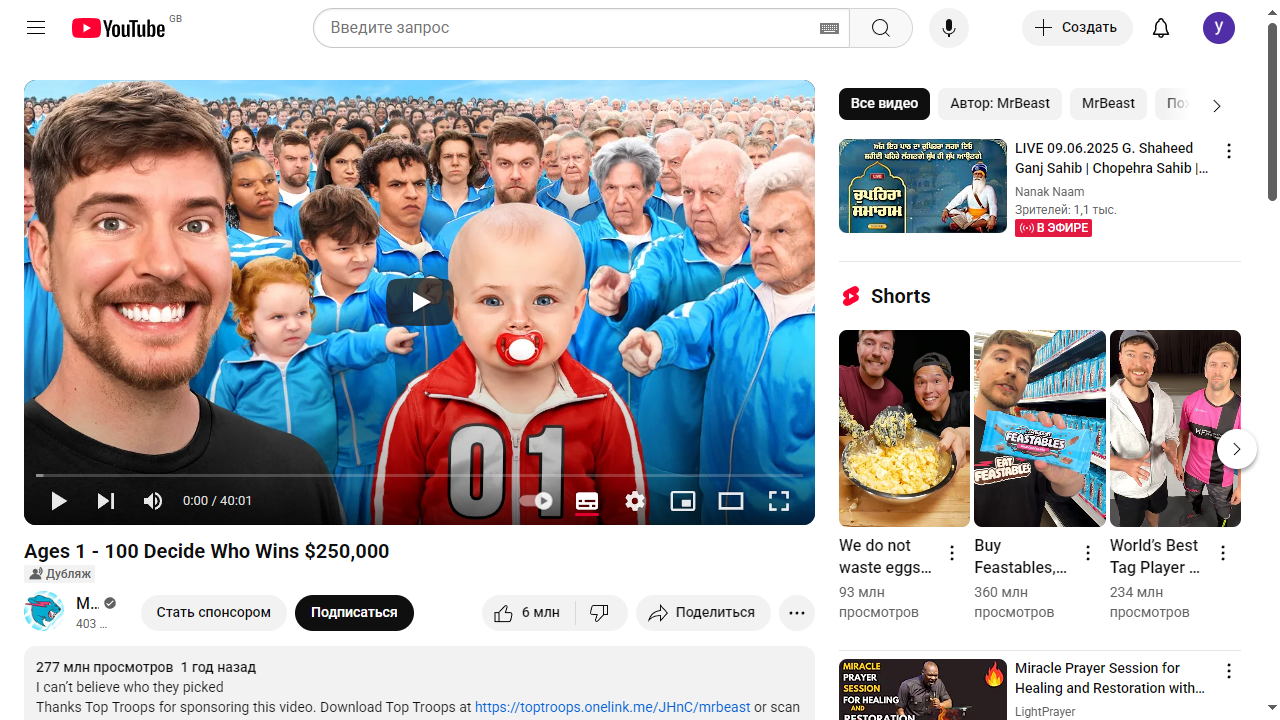 YouTube GB
Введите запрос
Создать
y
01
0:00 / 40:01
Ages 1 - 100 Decide Who Wins $250,000
Дубляж
M…
403 …
Стать спонсором
Подписаться
6 млн
Поделиться
277 млн просмотров 1 год назад
I can’t believe who they picked
Thanks Top Troops for sponsoring this video. Download Top Troops at https://toptroops.onelink.me/JHnC/mrbeast or scan
Все видео
Автор: MrBeast
MrBeast
LIVE
ਚੁਪਹਿਰਾ
ਸਮਾਗਮ
LIVE 09.06.2025 G. Shaheed
Ganj Sahib | Chopehra Sahib |…
Nanak Naam
Зрителей: 1,1 тыс.
В ЭФИРЕ
Shorts
FEASTABLES
EAT
FEASTABLES
We do not
waste eggs…
93 млн
просмотров
Buy
Feastables,…
360 млн
просмотров
World’s Best
Tag Player …
234 млн
просмотров
MIRACLE
PRAYER
SESSION
FOR HEALING
AND
RESTORATION
Miracle Prayer Session for
Healing and Restoration with…
LightPrayer